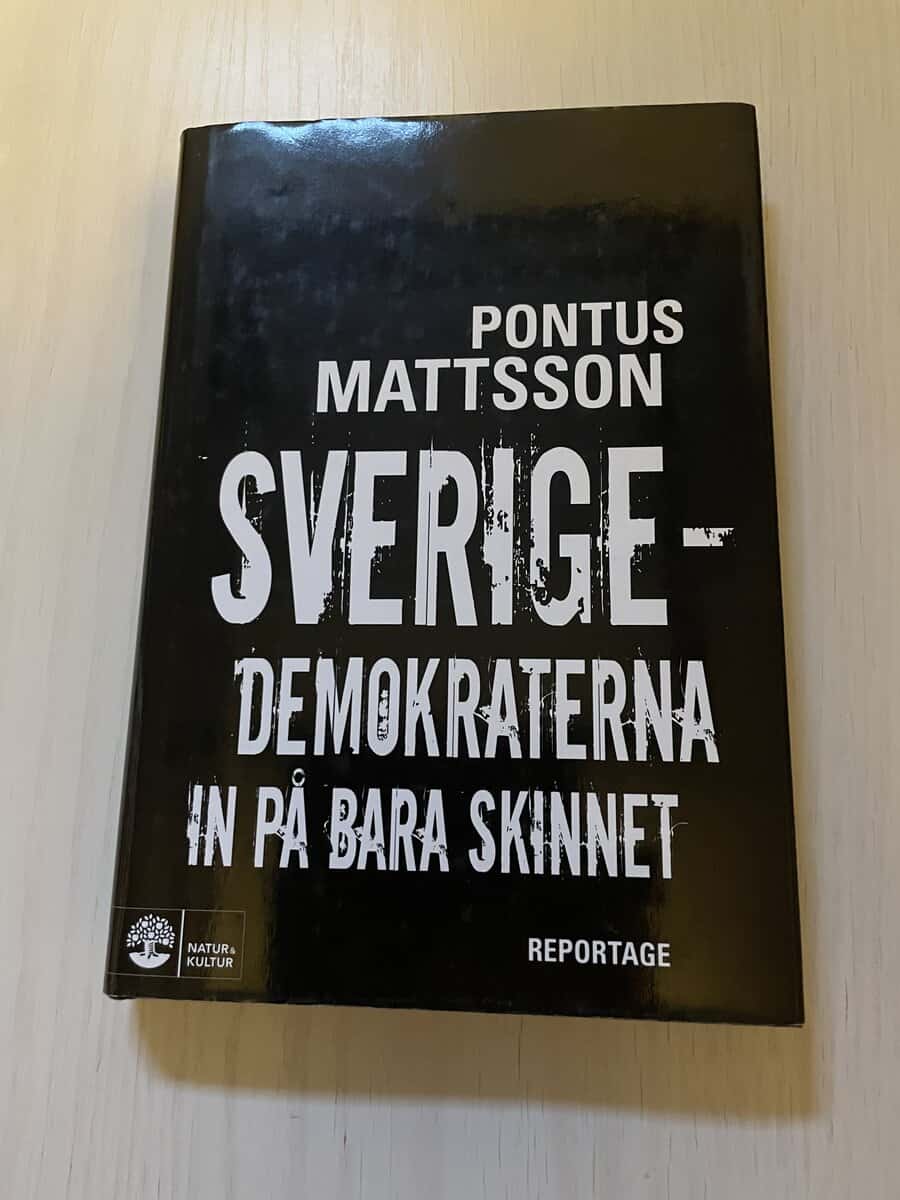 PONTUS
MATTSSON
SVERIGE-
DEMOKRATERNA
IN PÅ BARA SKINNET
REPORTAGE
NATUR &
KULTUR